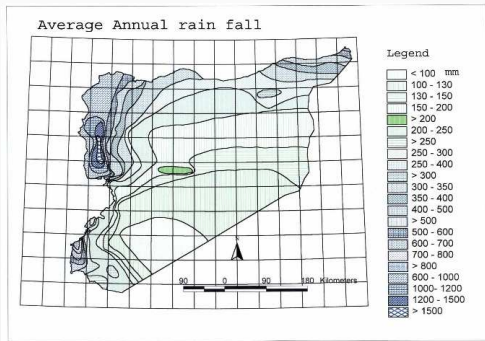 Average Annual rain fall
Legend
< 100 mm
100 - 130
130 - 150
150 - 200
> 200
200 - 250
> 250
250 - 300
250 - 400
> 300
300 - 350
350 - 400
400 - 500
> 500
500 - 600
600 - 700
700 - 800
> 800
600 - 1000
1000- 1200
1200 - 1500
> 1500
N
90 0 90 180 Kilometers